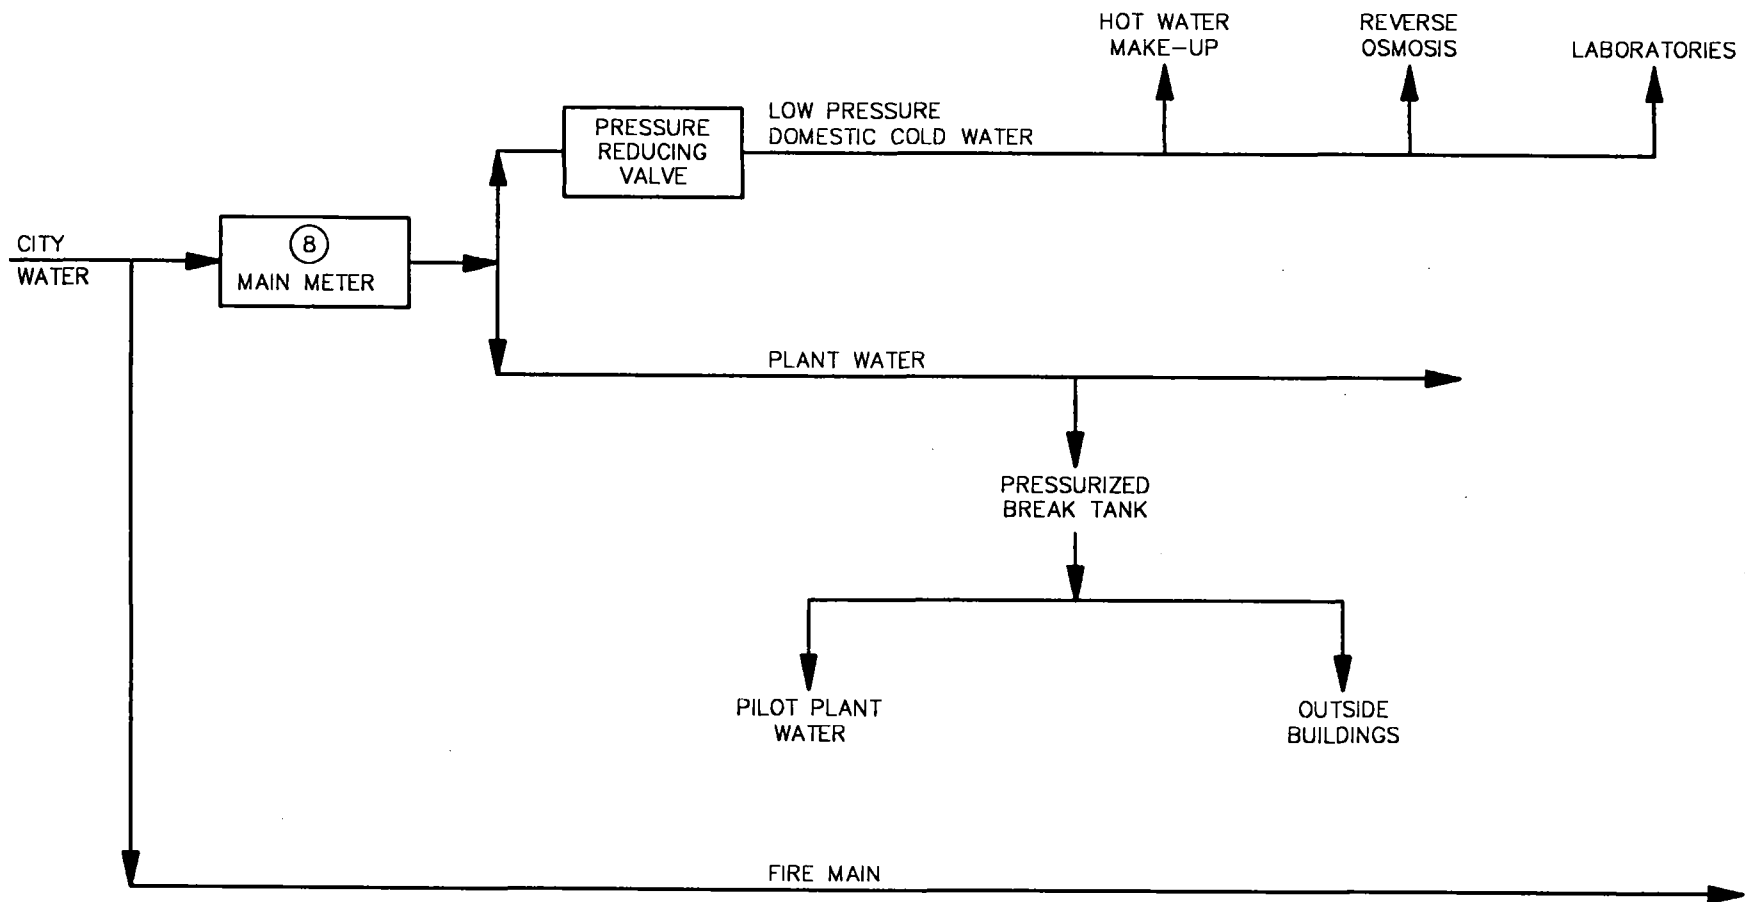 HOT WATER
MAKE-UP
REVERSE
OSMOSIS
LABORATORIES
LOW PRESSURE
DOMESTIC COLD WATER
PRESSURE
REDUCING
VALVE
CITY
WATER
8
MAIN METER
PLANT WATER
PRESSURIZED
BREAK TANK
PILOT PLANT
WATER
OUTSIDE
BUILDINGS
FIRE MAIN